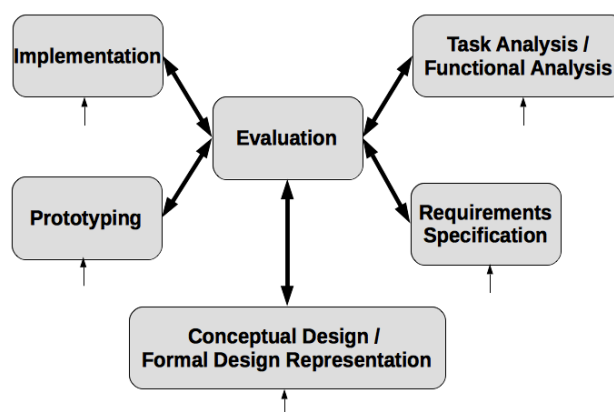 Implementation
Task Analysis /
Functional Analysis
Evaluation
Prototyping
Requirements
Specification
Conceptual Design /
Formal Design Representation